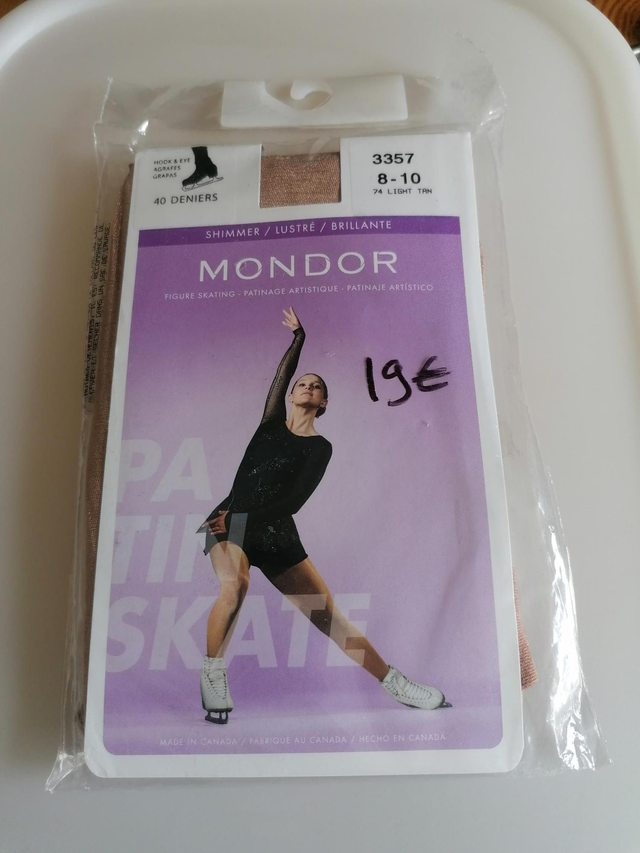 HOOK & EYE
AGRAFES
GRAPAS
40 DENIERS
3357
8-10
74 LIGHT TAN
SHIMMER / LUSTRÉ / BRILLANTE
MONDOR
FIGURE SKATING - PATINAGE ARTISTIQUE - PATINAJE ARTÍSTICO
19€
PA
TIN
SKATE
MADE IN CANADA / FABRIQUÉ AU CANADA / HECHO EN CANADA